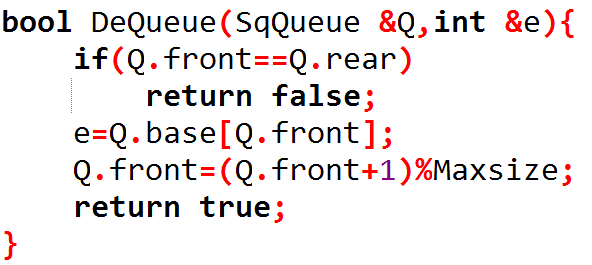 bool DeQueue(SqQueue &Q,int &e){
    if(Q.front==Q.rear)
        return false;
    e=Q.base[Q.front];
    Q.front=(Q.front+1)%Maxsize;
    return true;
}